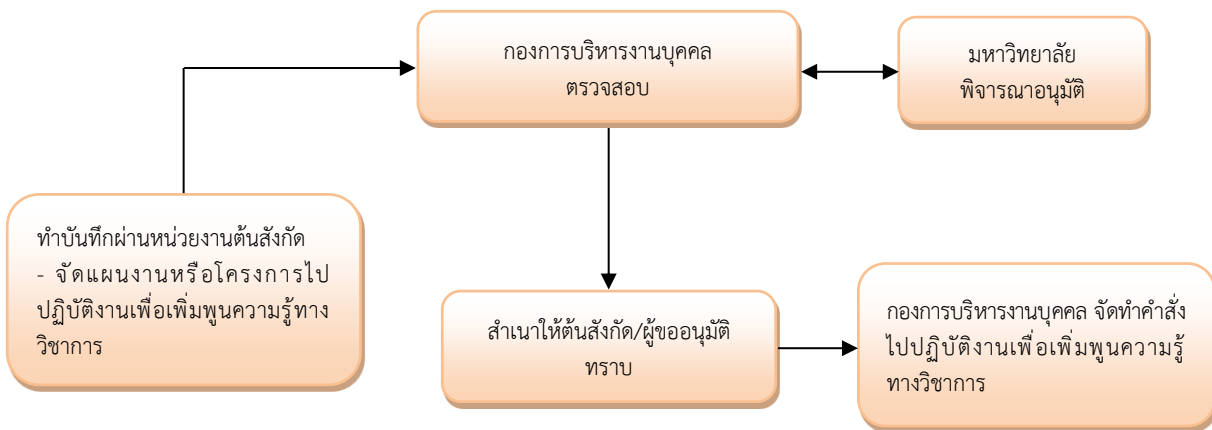 กองการบริหารงานบุคคล
ตรวจสอบ
มหาวิทยาลัย
พิจารณาอนุมัติ
ทำบันทึกผ่านหน่วยงานต้นสังกัด
- จัดแผนงานหรือโครงการไป
ปฏิบัติงานเพื่อเพิ่มพูนความรู้ทาง
วิชาการ
สำเนาให้ต้นสังกัด/ผู้ขออนุมัติ
ทราบ
กองการบริหารงานบุคคล จัดทำคำสั่ง
ไปปฏิบัติงานเพื่อเพิ่มพูนความรู้
ทางวิชาการ